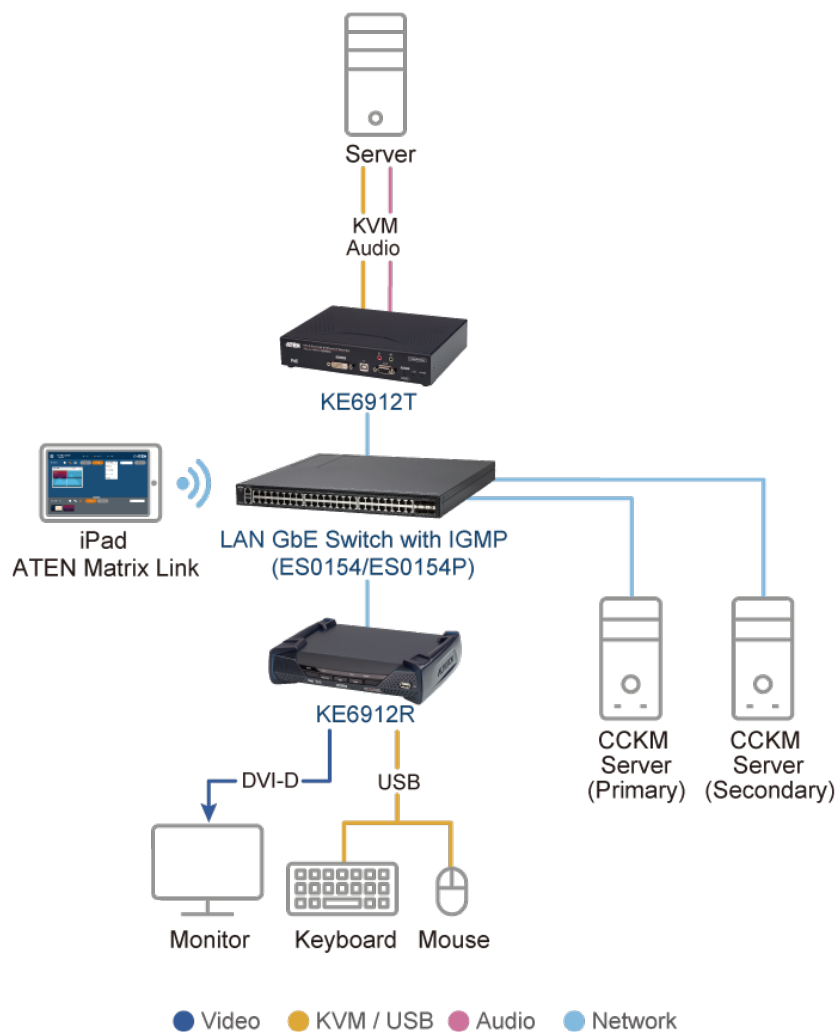 Server
KVM
Audio
ATEN
KE6912T
iPad
ATEN Matrix Link
LAN GbE Switch with IGMP
(ES0154/ES0154P)
KE6912R
CCKM
Server
(Primary)
CCKM
Server
(Secondary)
DVI-D
USB
Monitor
Keyboard
Mouse
Video
KVM / USB
Audio
Network